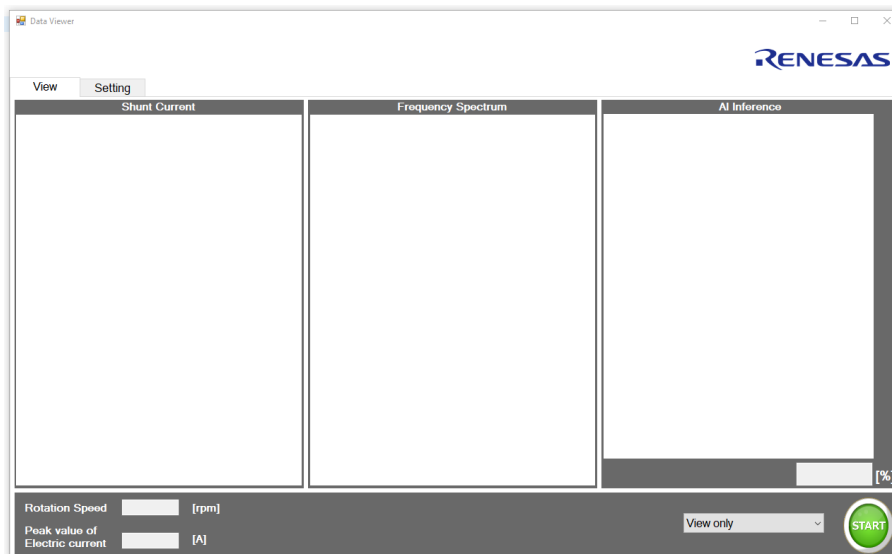 Data Viewer
RENESAS
View
Setting
Shunt Current
Frequency Spectrum
AI Inference
[%]
Rotation Speed
[rpm]
Peak value of
Electric current
[A]
View only
START